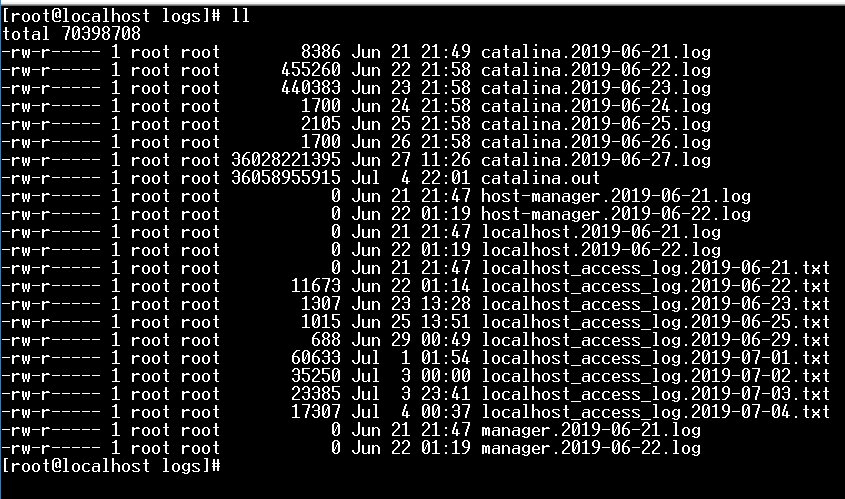 [root@localhost logs]# ll
total 70398708
-rw-r----- 1 root root        8386 Jun 21 21:49 catalina.2019-06-21.log
-rw-r----- 1 root root      455260 Jun 22 21:58 catalina.2019-06-22.log
-rw-r----- 1 root root      440383 Jun 23 21:58 catalina.2019-06-23.log
-rw-r----- 1 root root        1700 Jun 24 21:58 catalina.2019-06-24.log
-rw-r----- 1 root root        2105 Jun 25 21:58 catalina.2019-06-25.log
-rw-r----- 1 root root        1700 Jun 26 21:58 catalina.2019-06-26.log
-rw-r----- 1 root root 36028221395 Jun 27 11:26 catalina.2019-06-27.log
-rw-r----- 1 root root 36058955915 Jul  4 22:01 catalina.out
-rw-r----- 1 root root           0 Jun 21 21:47 host-manager.2019-06-21.log
-rw-r----- 1 root root           0 Jun 22 01:19 host-manager.2019-06-22.log
-rw-r----- 1 root root           0 Jun 21 21:47 localhost.2019-06-21.log
-rw-r----- 1 root root           0 Jun 22 01:19 localhost.2019-06-22.log
-rw-r----- 1 root root           0 Jun 21 21:47 localhost_access_log.2019-06-21.txt
-rw-r----- 1 root root       11673 Jun 22 01:14 localhost_access_log.2019-06-22.txt
-rw-r----- 1 root root        1307 Jun 23 13:28 localhost_access_log.2019-06-23.txt
-rw-r----- 1 root root        1015 Jun 25 13:51 localhost_access_log.2019-06-25.txt
-rw-r----- 1 root root         688 Jun 29 00:49 localhost_access_log.2019-06-29.txt
-rw-r----- 1 root root       60633 Jul  1 01:54 localhost_access_log.2019-07-01.txt
-rw-r----- 1 root root       35250 Jul  3 00:00 localhost_access_log.2019-07-02.txt
-rw-r----- 1 root root       23385 Jul  3 23:41 localhost_access_log.2019-07-03.txt
-rw-r----- 1 root root       17307 Jul  4 00:37 localhost_access_log.2019-07-04.txt
-rw-r----- 1 root root           0 Jun 21 21:47 manager.2019-06-21.log
-rw-r----- 1 root root           0 Jun 22 01:19 manager.2019-06-22.log
[root@localhost logs]#